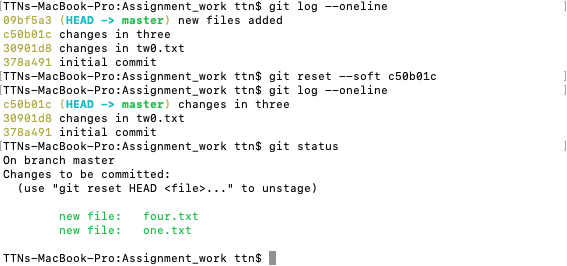 [TTNs-MacBook-Pro:Assignment_work ttn$ git log --oneline ]
09bf5a3 (HEAD -> master) new files added
c50b01c changes in three
30901d8 changes in tw0.txt
378a491 initial commit
[TTNs-MacBook-Pro:Assignment_work ttn$ git reset --soft c50b01c ]
[TTNs-MacBook-Pro:Assignment_work ttn$ git log --oneline ]
c50b01c (HEAD -> master) changes in three
30901d8 changes in tw0.txt
378a491 initial commit
[TTNs-MacBook-Pro:Assignment_work ttn$ git status ]
On branch master
Changes to be committed:
  (use "git reset HEAD <file>..." to unstage)

        new file:   four.txt
        new file:   one.txt

TTNs-MacBook-Pro:Assignment_work ttn$